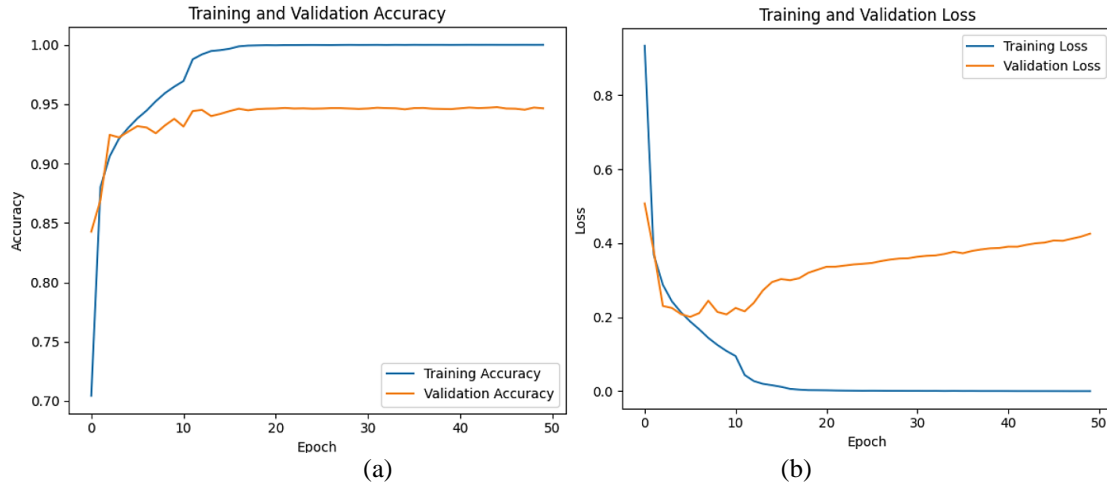 Training and Validation Accuracy
1.00
0.95
0.90
0.85
0.80
0.75
0.70
Accuracy
Training Accuracy
Validation Accuracy
0 10 20 30 40 50
Epoch
(a)
Training and Validation Loss
Training Loss
Validation Loss
0.8
0.6
0.4
0.2
0.0
Loss
0 10 20 30 40 50
Epoch
(b)